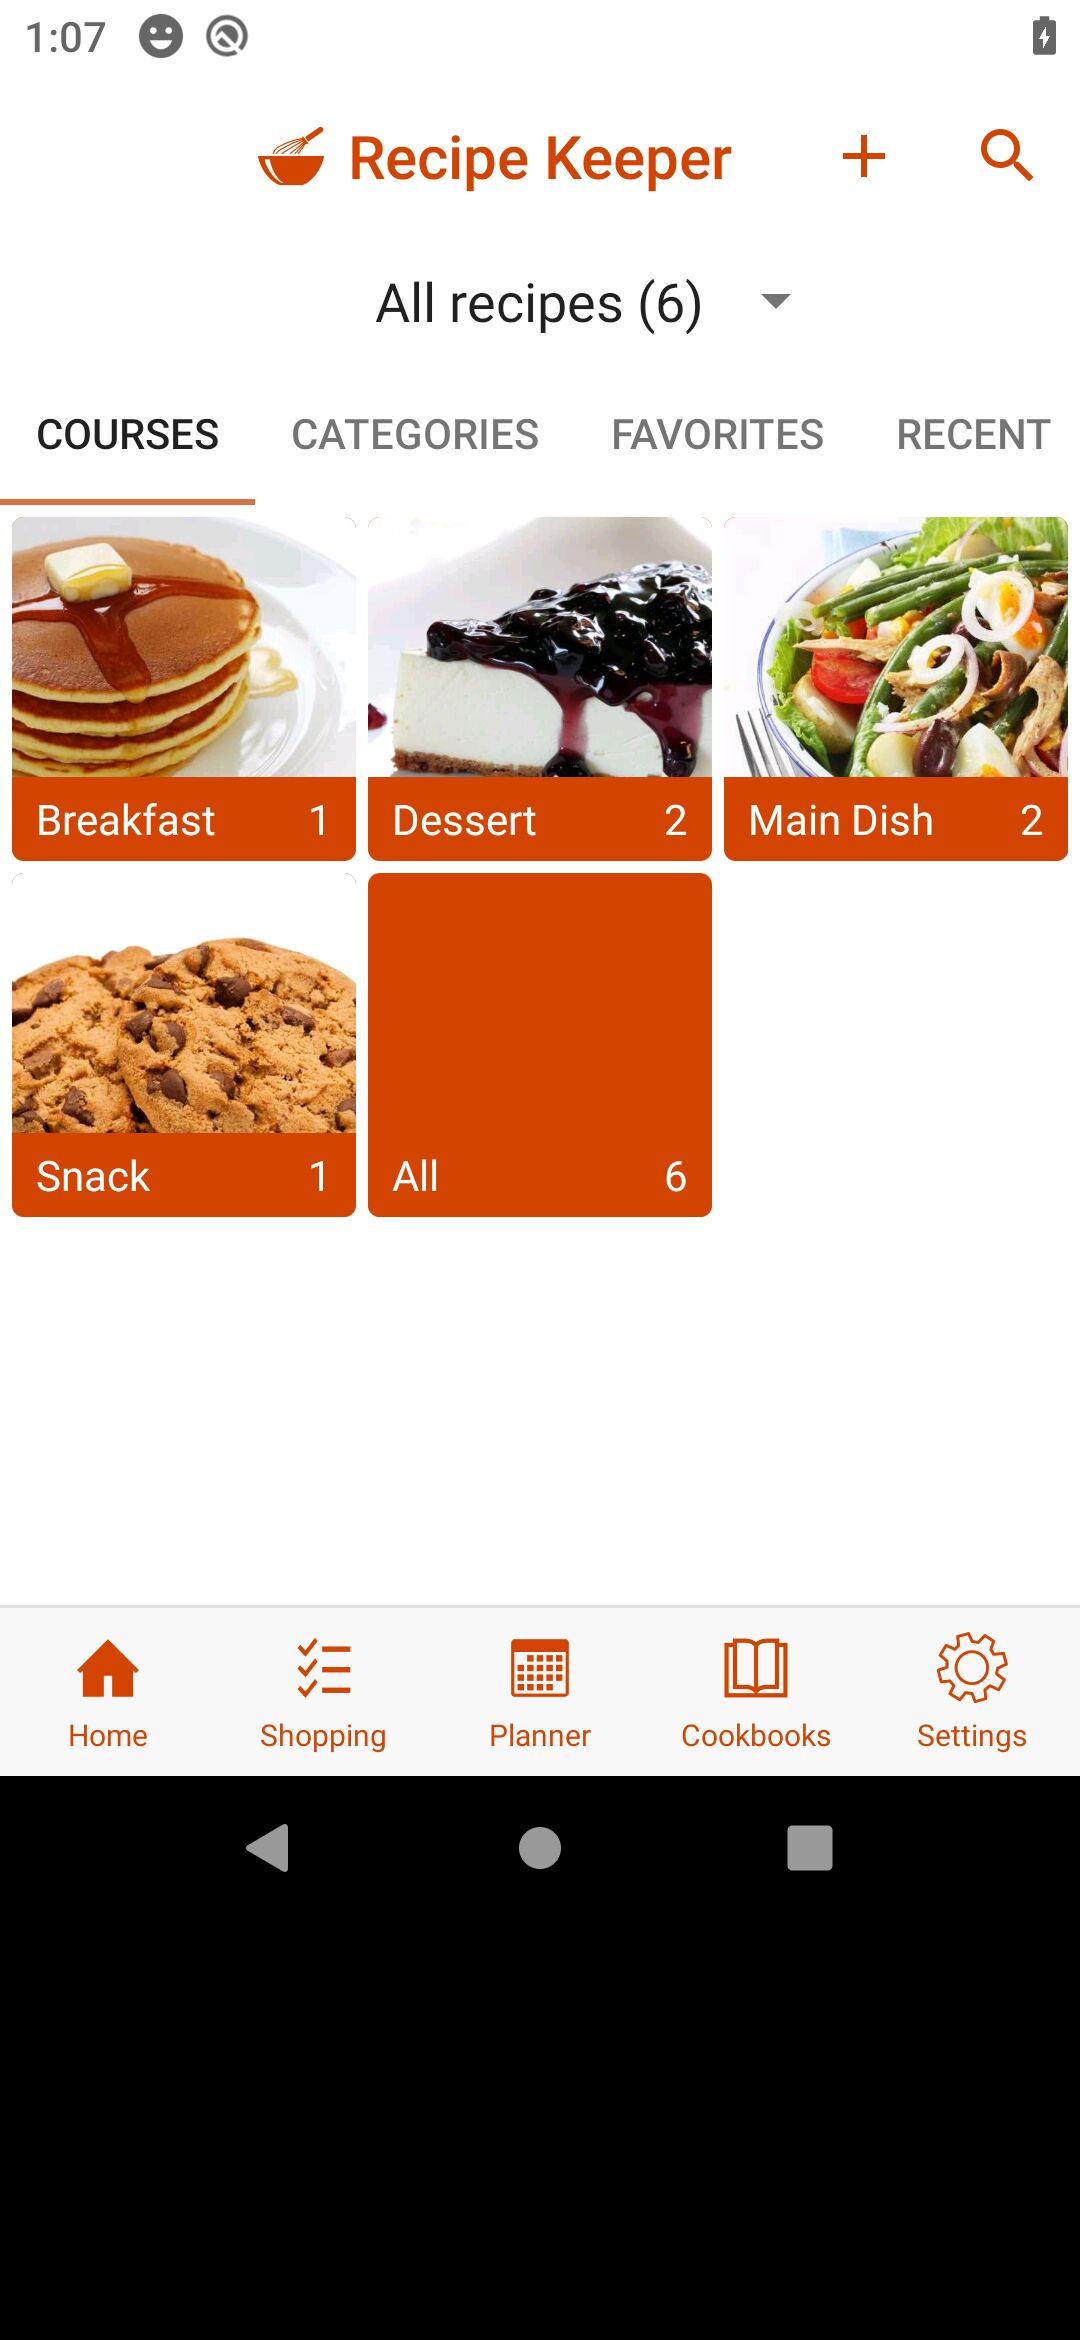 1:07
Recipe Keeper
All recipes (6)
COURSES CATEGORIES FAVORITES RECENT
Breakfast 1 Dessert 2 Main Dish 2
Snack 1 All 6
Home Shopping Planner Cookbooks Settings